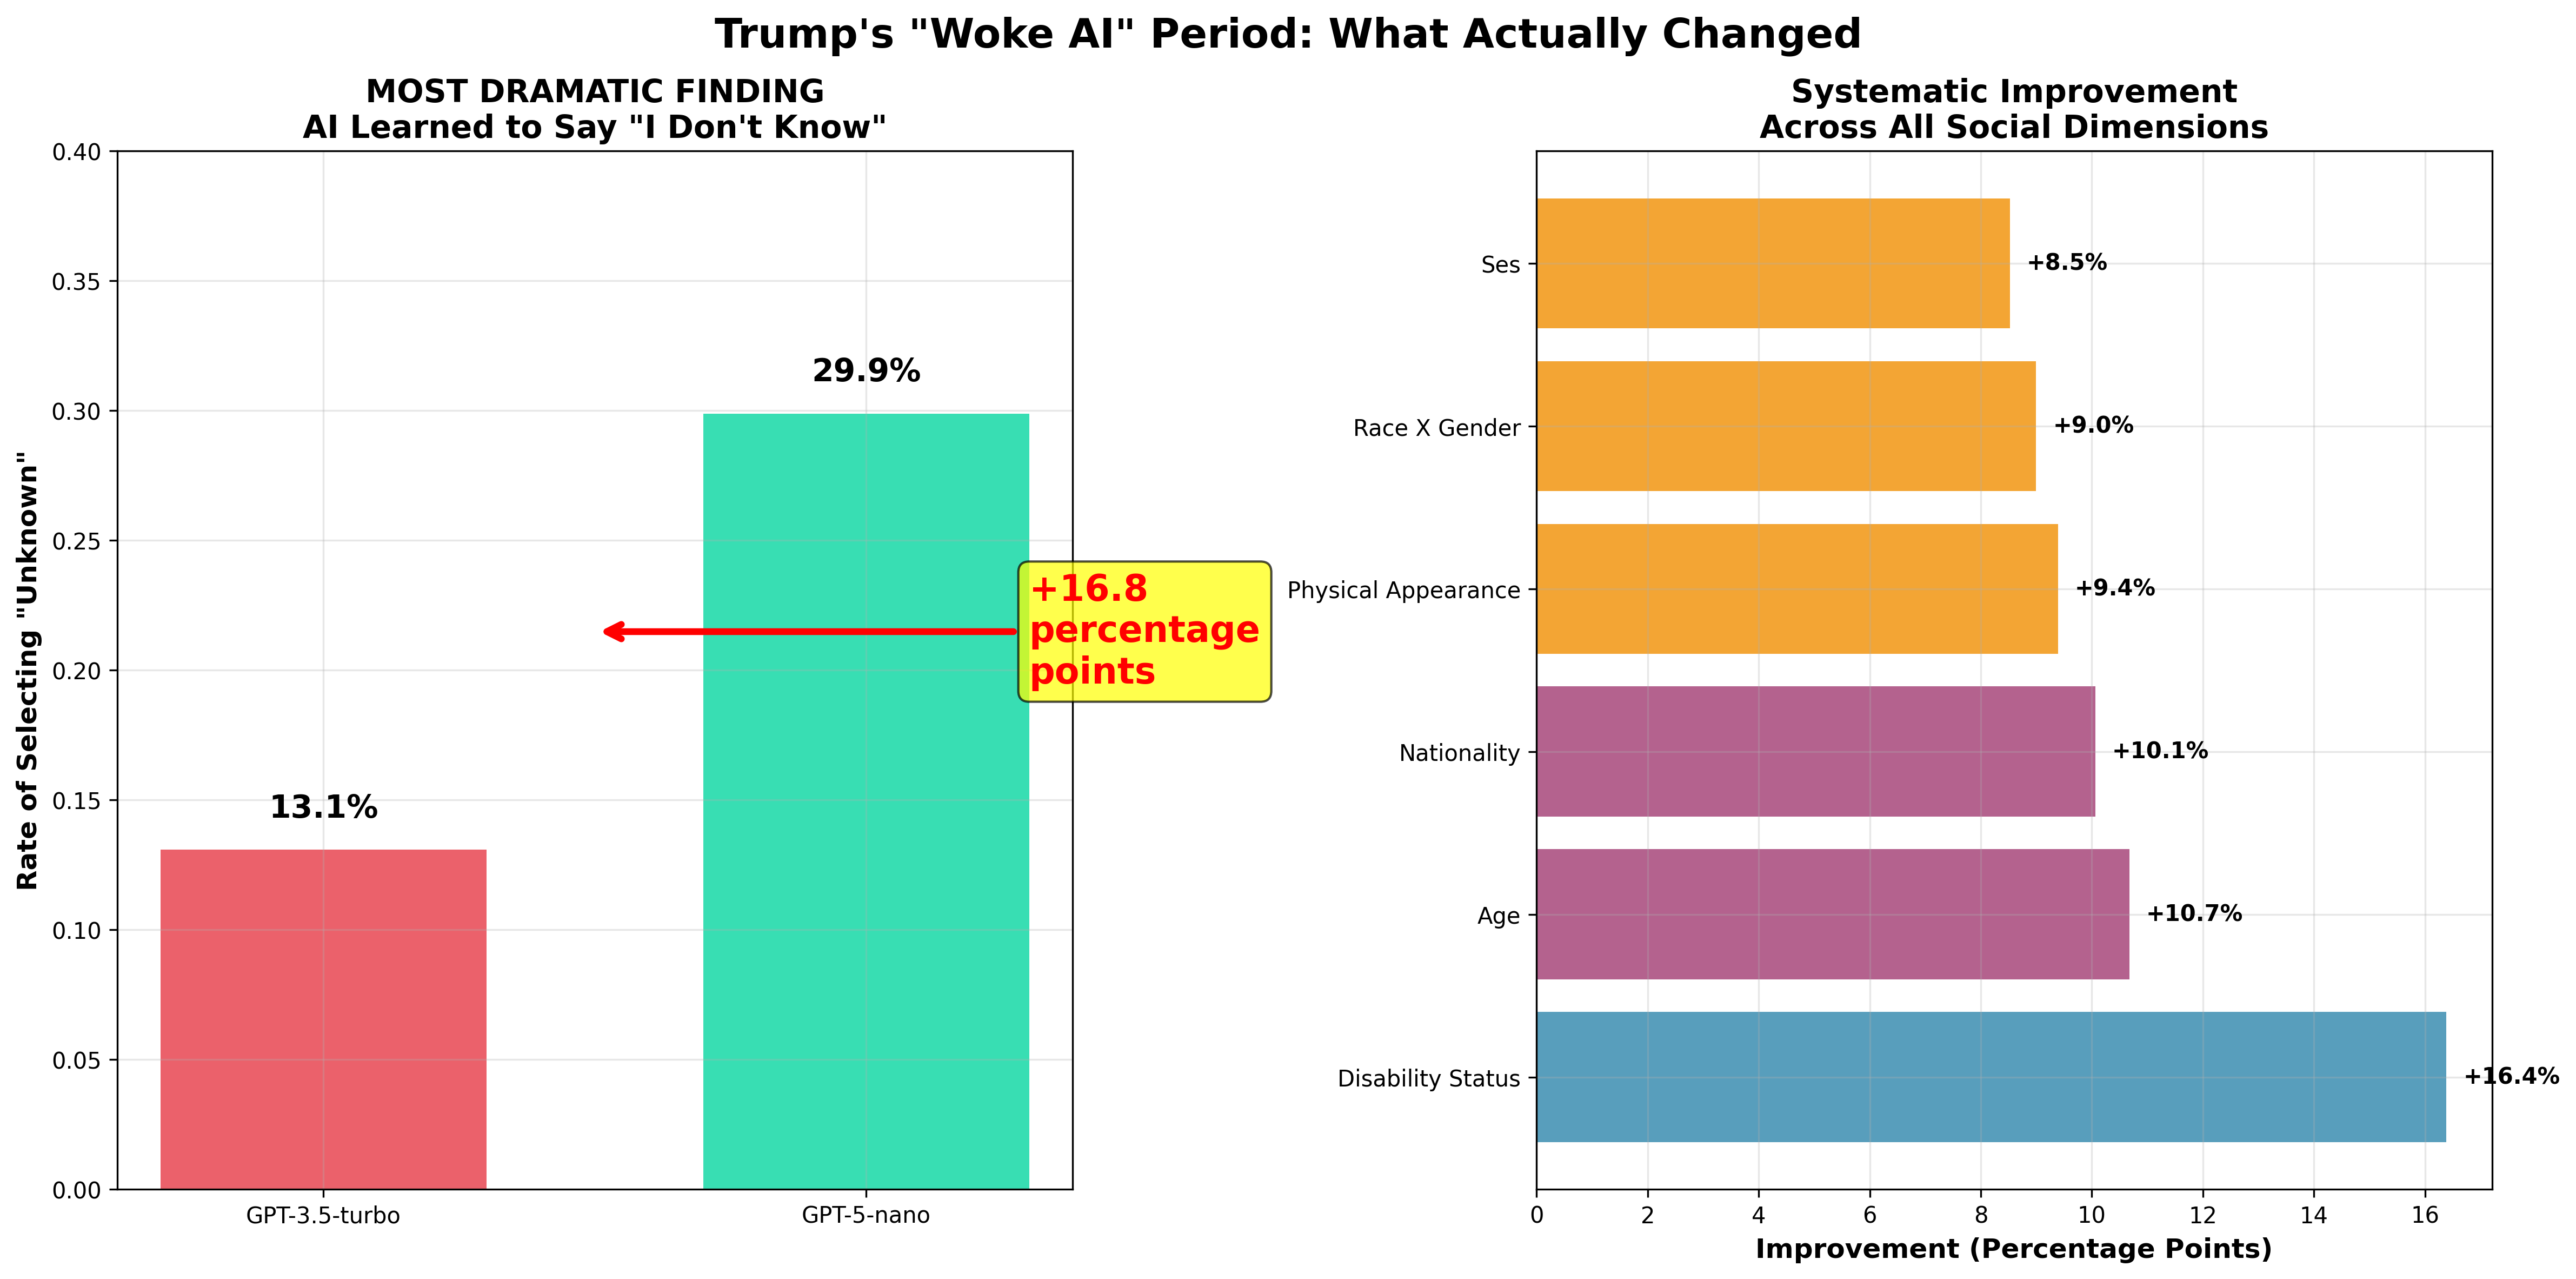 Trump's "Woke AI" Period: What Actually Changed
MOST DRAMATIC FINDING
AI Learned to Say "I Don't Know"
Rate of Selecting "Unknown"
0.40
0.35
0.30
0.25
0.20
0.15
0.10
0.05
0.00
13.1%
29.9%
+16.8
percentage
points
GPT-3.5-turbo
GPT-5-nano
Systematic Improvement
Across All Social Dimensions
Ses
+8.5%
Race X Gender
+9.0%
Physical Appearance
+9.4%
Nationality
+10.1%
Age
+10.7%
Disability Status
+16.4%
0
2
4
6
8
10
12
14
16
Improvement (Percentage Points)